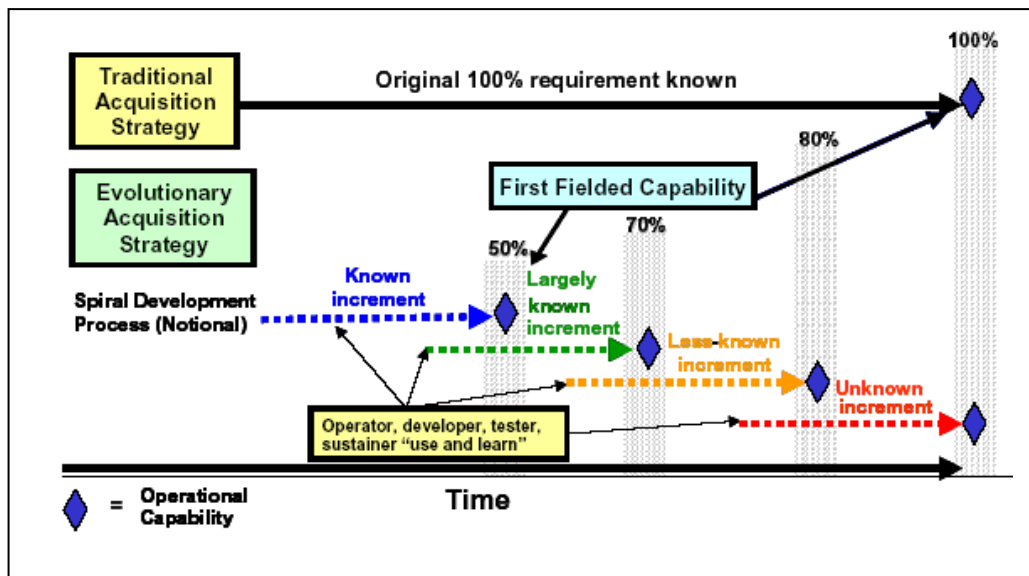 100%
Traditional
Acquisition
Strategy
Original 100% requirement known
80%
Evolutionary
Acquisition
Strategy
First Fielded Capability
70%
50%
Spiral Development
Process (Notional)
Known
increment
Largely
known
increment
Less-known
increment
Unknown
increment
Operator, developer, tester,
sustainer “use and learn”
Time
= Operational
Capability